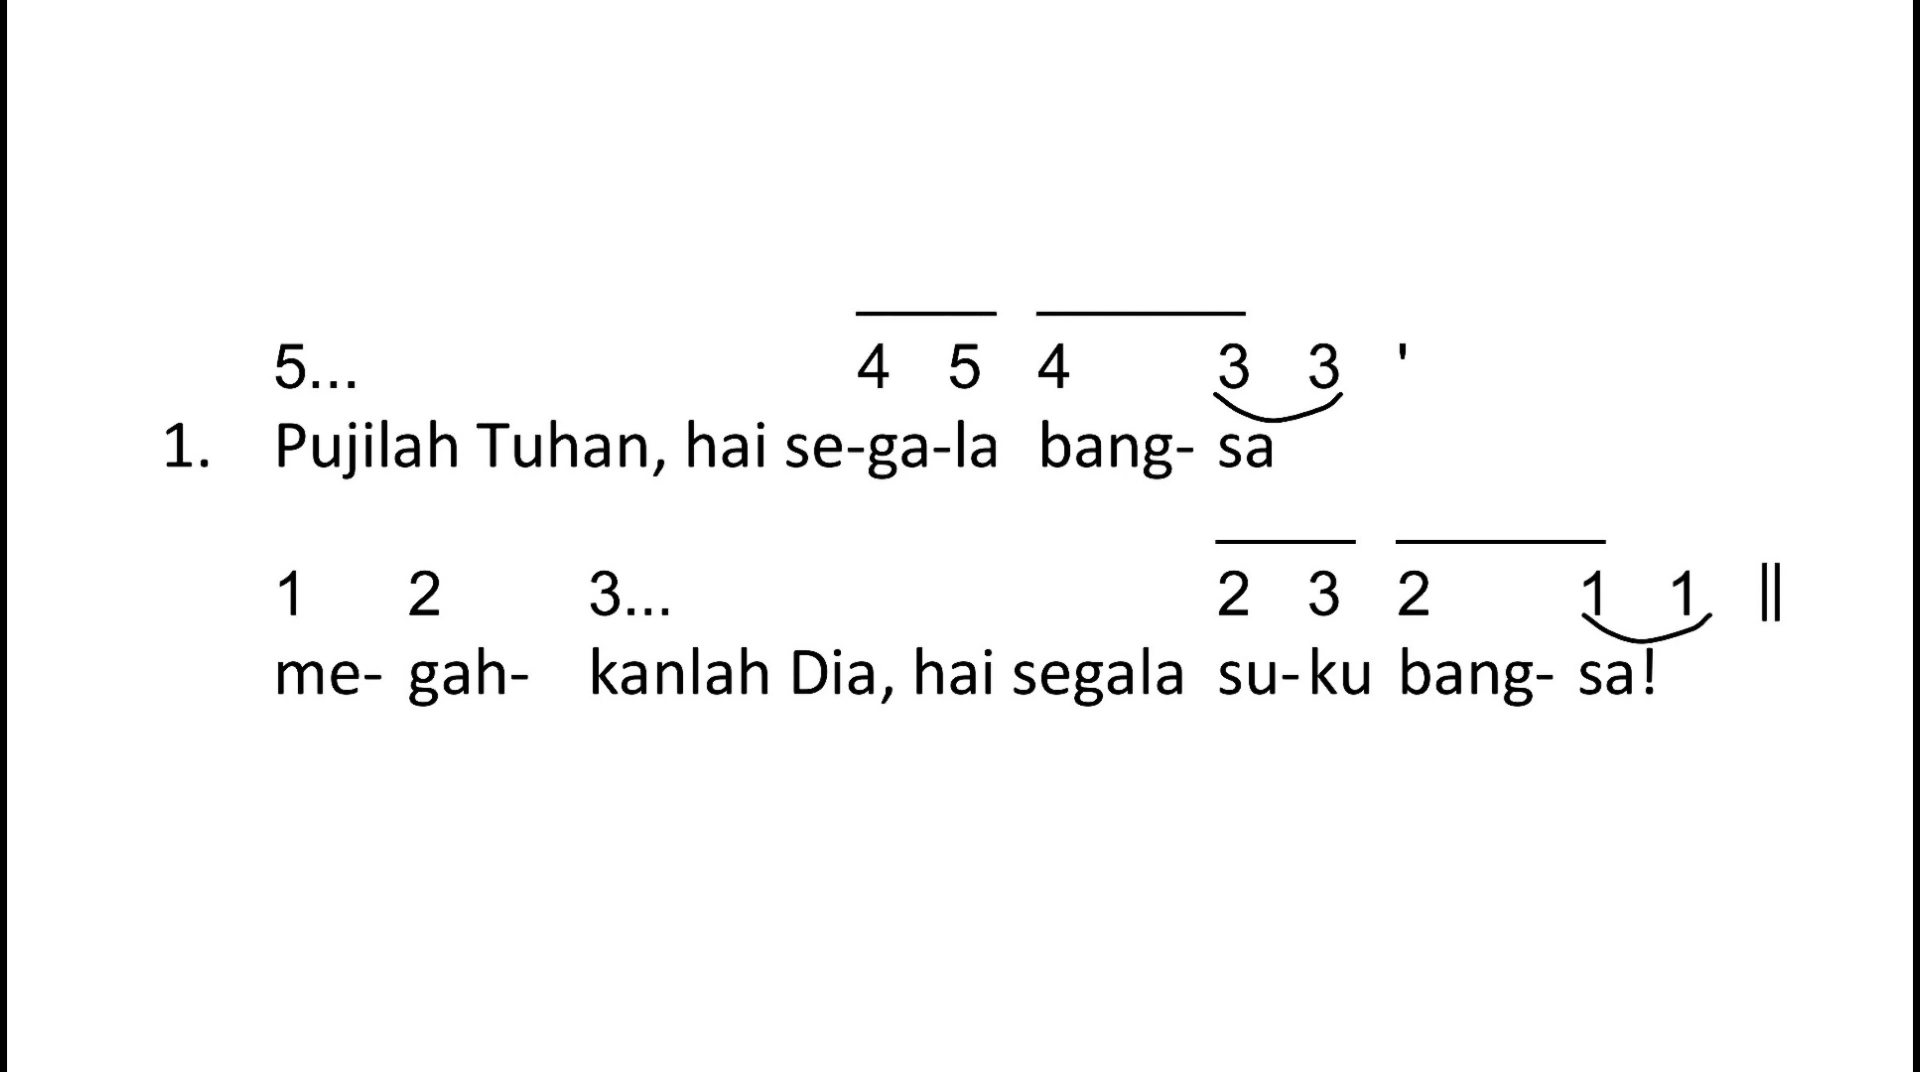 5... 4 5 4 3 3 '
1. Pujilah Tuhan, hai se-ga-la bang- sa
1 2 3... 2 3 2 1 1 ||
me- gah- kanlah Dia, hai segala su-ku bang- sa!